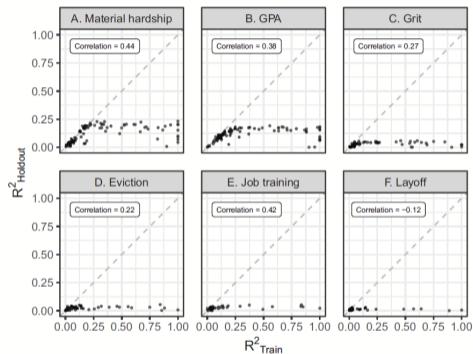 A. Material hardship
B. GPA
C. Grit
Correlation = 0.44
Correlation = 0.38
Correlation = 0.27
1.00
0.75
0.50
0.25
0.00
D. Eviction
E. Job training
F. Layoff
Correlation = 0.22
Correlation = 0.42
Correlation = −0.12
1.00
0.75
0.50
0.25
0.00
0.00 0.25 0.50 0.75 1.00
0.00 0.25 0.50 0.75 1.00
0.00 0.25 0.50 0.75 1.00
R²Holdout
R²Train